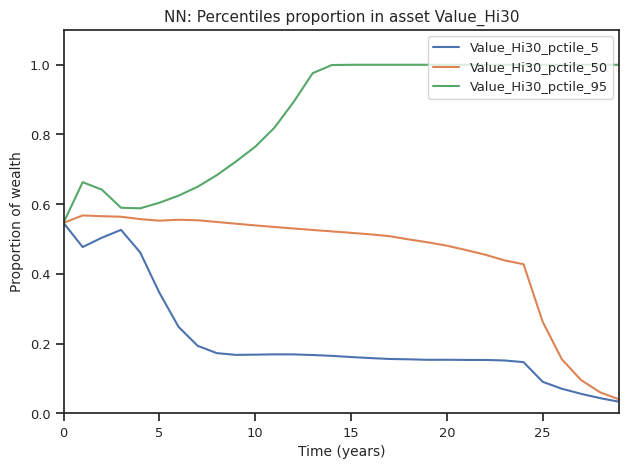 NN: Percentiles proportion in asset Value_Hi30
Value_Hi30_pctile_5
Value_Hi30_pctile_50
Value_Hi30_pctile_95
Proportion of wealth
1.0
0.8
0.6
0.4
0.2
0.0
0 5 10 15 20 25
Time (years)